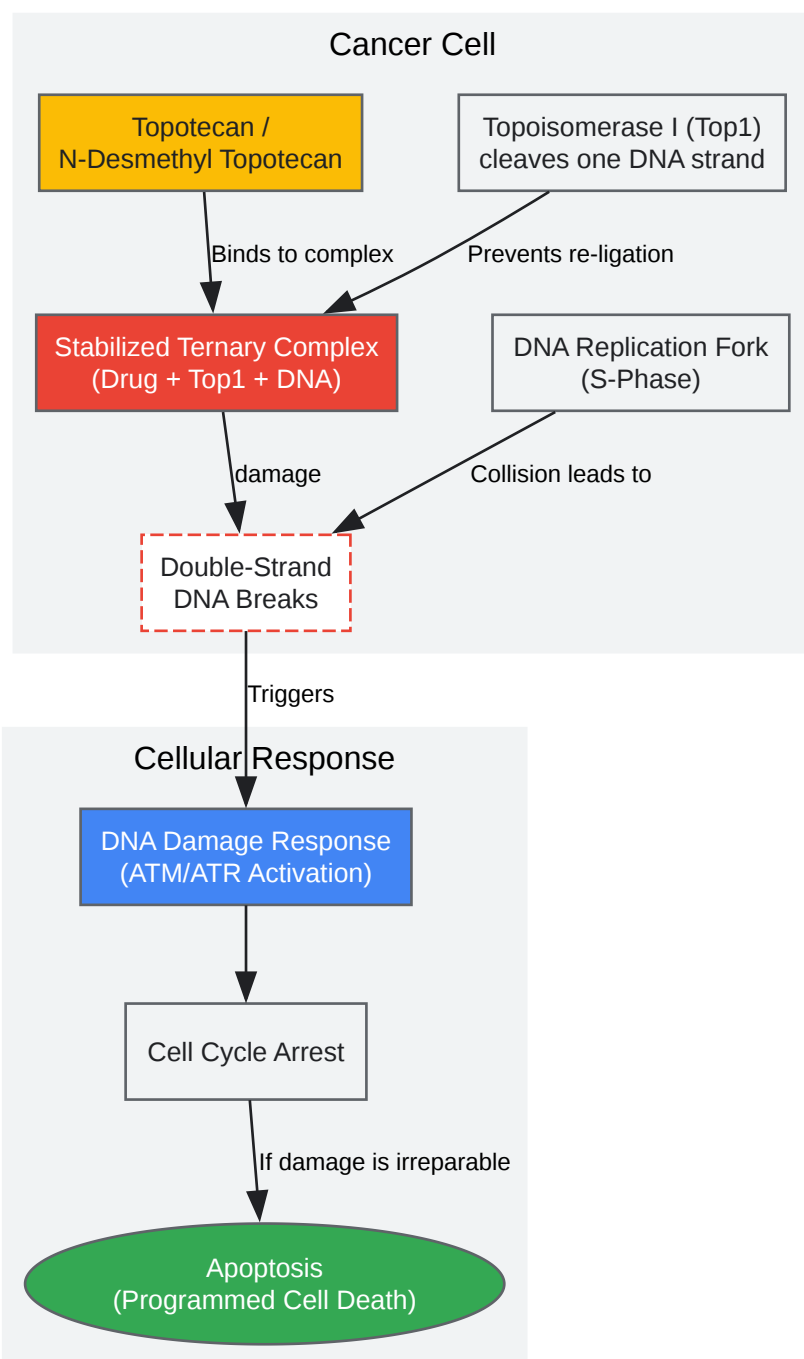 Cancer Cell
Topotecan /
N-Desmethyl Topotecan
Topoisomerase I (Top1)
cleaves one DNA strand
Binds to complex
Prevents re-ligation
Stabilized Ternary Complex
(Drug + Top1 + DNA)
DNA Replication Fork
(S-Phase)
damage
Collision leads to
Double-Strand
DNA Breaks
Triggers
Cellular Response
DNA Damage Response
(ATM/ATR Activation)
Cell Cycle Arrest
If damage is irreparable
Apoptosis
(Programmed Cell Death)